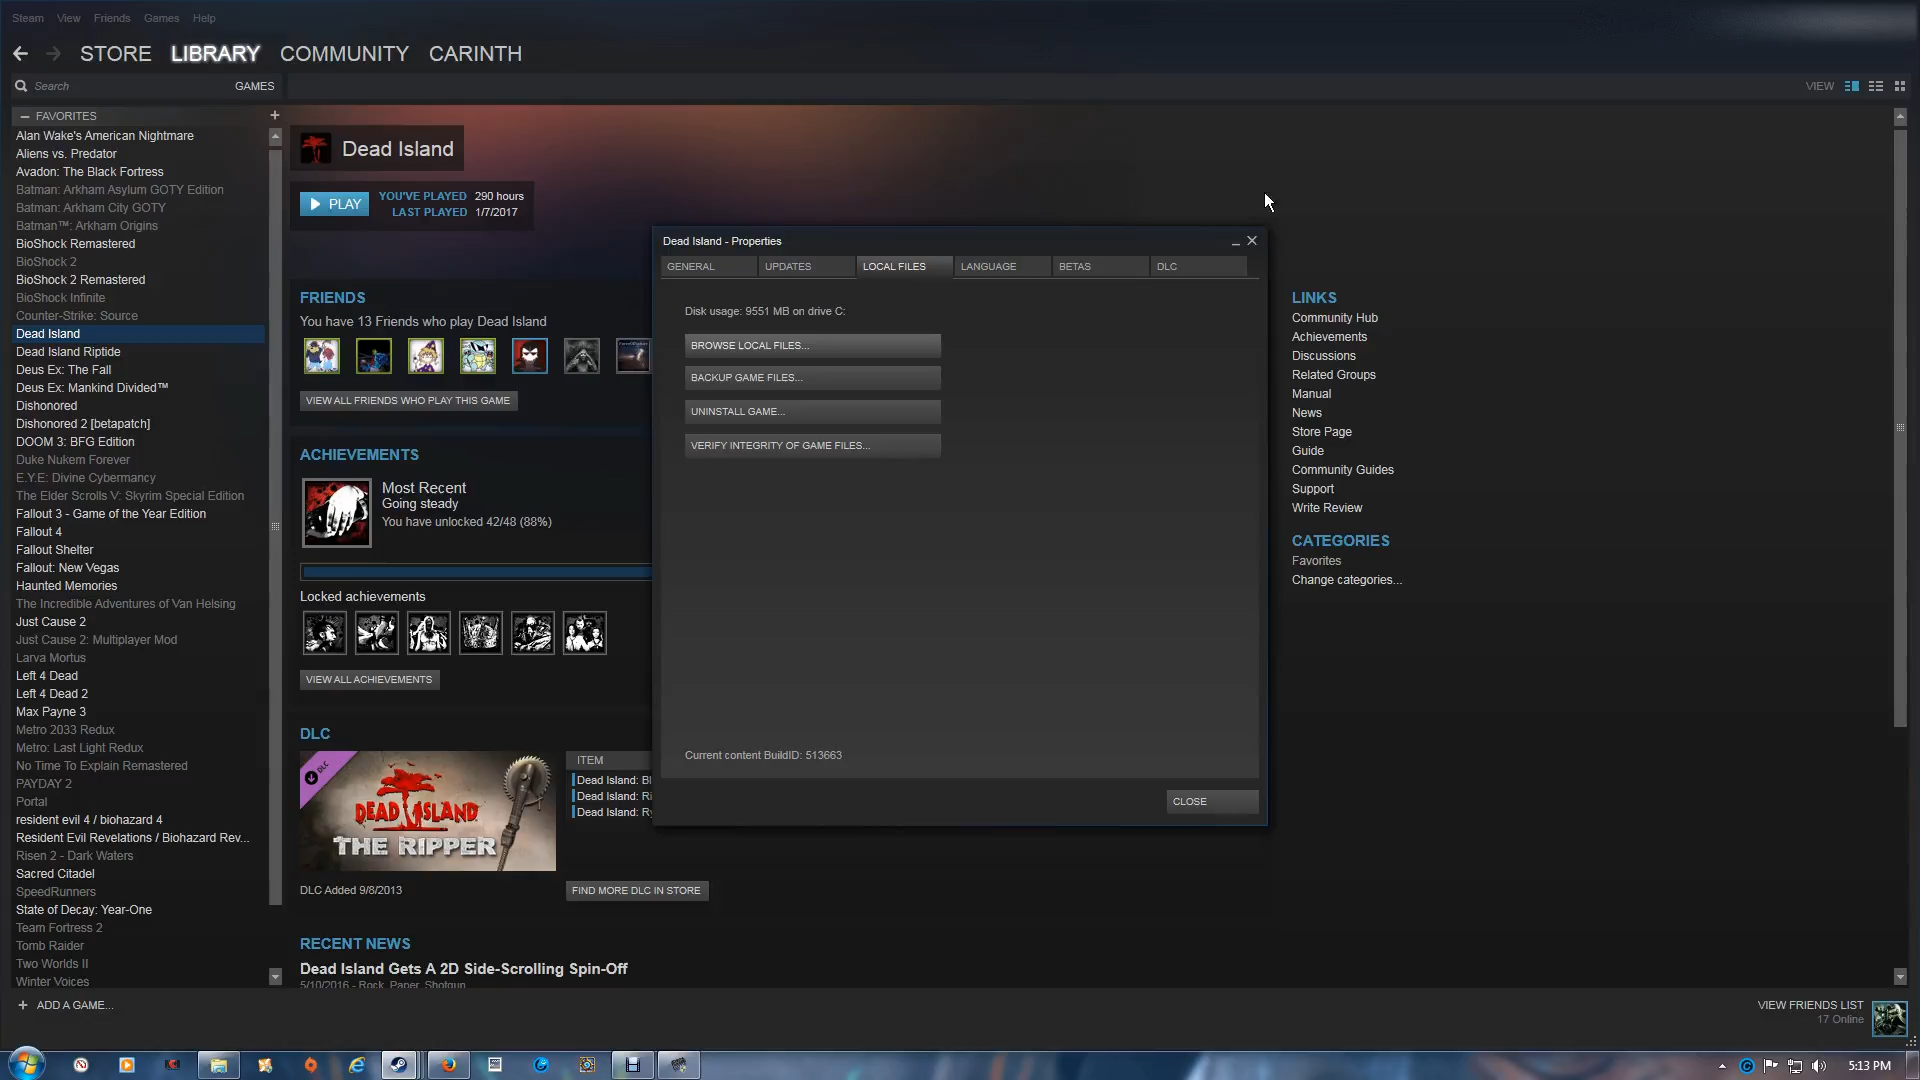 Steam View Friends Games Help
STORE LIBRARY COMMUNITY CARINTH
Search GAMES
VIEW
FAVORITES
Alan Wake's American Nightmare
Aliens vs. Predator
Avadon: The Black Fortress
Batman: Arkham Asylum GOTY Edition
Batman: Arkham City GOTY
Batman™: Arkham Origins
BioShock Remastered
BioShock 2
BioShock 2 Remastered
BioShock Infinite
Counter-Strike: Source
Dead Island
Dead Island Riptide
Deus Ex: The Fall
Deus Ex: Mankind Divided™
Dishonored
Dishonored 2 [betapatch]
DOOM 3: BFG Edition
Duke Nukem Forever
E.Y.E: Divine Cybermancy
The Elder Scrolls V: Skyrim Special Edition
Fallout 3 - Game of the Year Edition
Fallout 4
Fallout Shelter
Fallout: New Vegas
Haunted Memories
The Incredible Adventures of Van Helsing
Just Cause 2
Just Cause 2: Multiplayer Mod
Larva Mortus
Left 4 Dead
Left 4 Dead 2
Max Payne 3
Metro 2033 Redux
Metro: Last Light Redux
No Time To Explain Remastered
PAYDAY 2
Portal
resident evil 4 / biohazard 4
Resident Evil Revelations / Biohazard Rev...
Risen 2 - Dark Waters
Sacred Citadel
SpeedRunners
State of Decay: Year-One
Team Fortress 2
Tomb Raider
Two Worlds II
Winter Voices
ADD A GAME...
Dead Island
PLAY
YOU'VE PLAYED 290 hours
LAST PLAYED 1/7/2017
FRIENDS
You have 13 Friends who play Dead Island
VIEW ALL FRIENDS WHO PLAY THIS GAME
ACHIEVEMENTS
Most Recent
Going steady
You have unlocked 42/48 (88%)
Locked achievements
VIEW ALL ACHIEVEMENTS
DLC
DLC
DEAD ISLAND
THE RIPPER
DLC Added 9/8/2013
ITEM
Dead Island: Bl
Dead Island: Ri
Dead Island: Ry
FIND MORE DLC IN STORE
RECENT NEWS
Dead Island Gets A 2D Side-Scrolling Spin-Off
5/10/2016 - Rock, Paper, Shotgun
Dead Island - Properties
GENERAL UPDATES LOCAL FILES LANGUAGE BETAS DLC
Disk usage: 9551 MB on drive C:
BROWSE LOCAL FILES...
BACKUP GAME FILES...
UNINSTALL GAME...
VERIFY INTEGRITY OF GAME FILES...
Current content BuildID: 513663
CLOSE
LINKS
Community Hub
Achievements
Discussions
Related Groups
Manual
News
Store Page
Guide
Community Guides
Support
Write Review
CATEGORIES
Favorites
Change categories...
VIEW FRIENDS LIST
17 Online
5:13 PM